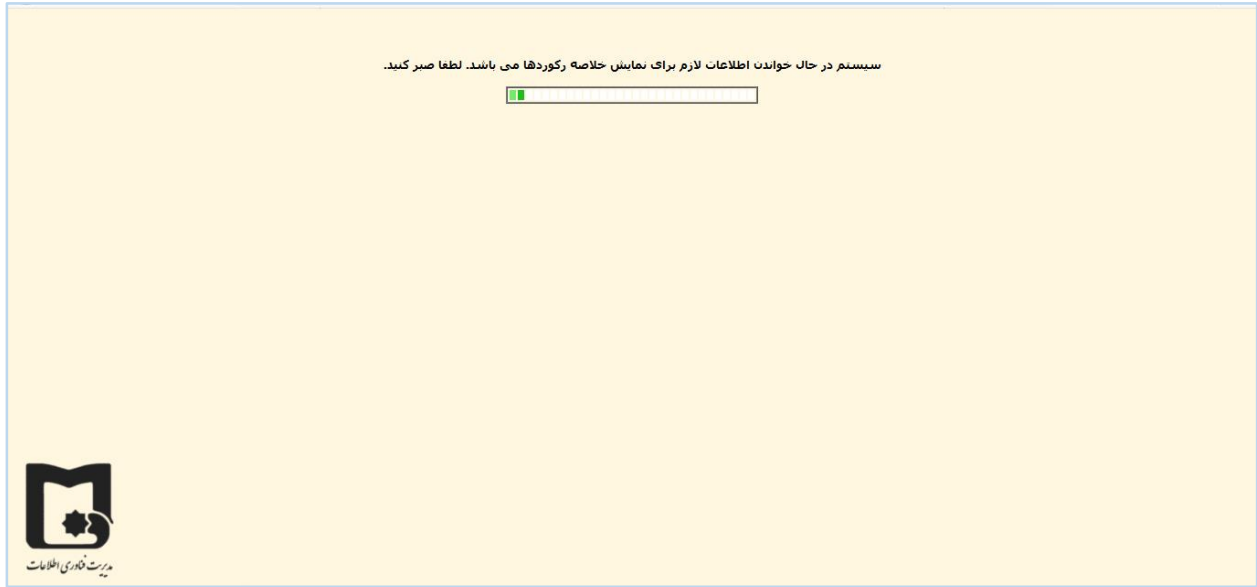 سیستم در حال خواندن اطلاعات لازم برای نمایش خلاصه رکوردها می باشد. لطفا صبر کنید.
مدیریت فناوری اطلاعات